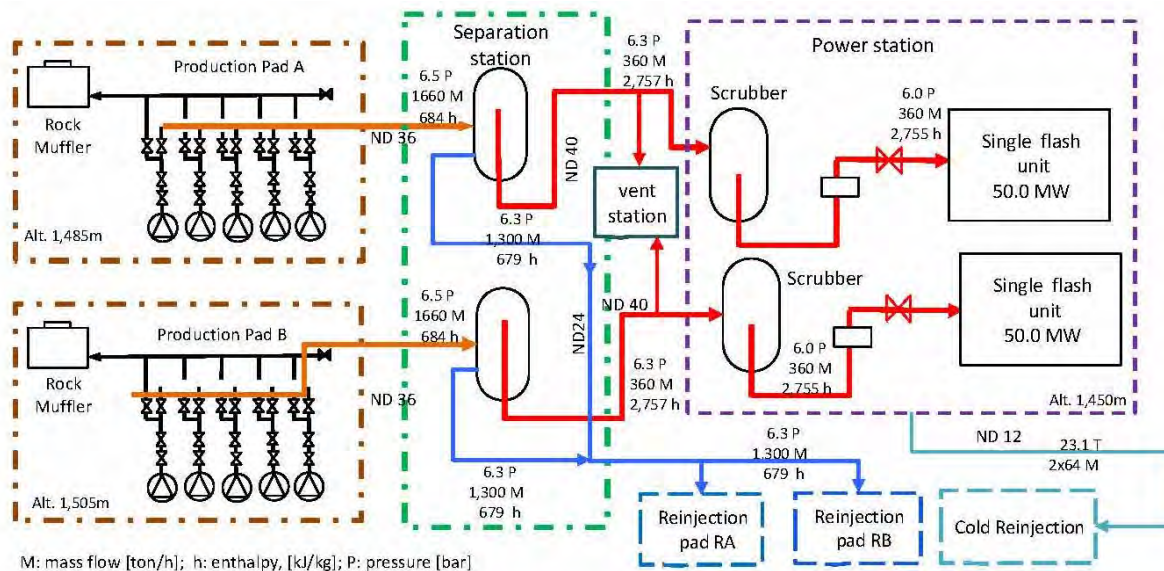 Separation
station
Power station
Production Pad A
Rock
Muffler
Alt. 1,485m
ND 36
6.5 P
1660 M
684 h
ND 40
6.3 P
1,300 M
679 h
6.3 P
360 M
2,757 h
vent
station
Scrubber
6.0 P
360 M
2,755 h
Single flash
unit
50.0 MW
Production Pad B
Rock
Muffler
Alt. 1,505m
ND 36
6.5 P
1660 M
684 h
ND24
ND 40
6.3 P
360 M
2,757 h
Scrubber
6.0 P
360 M
2,755 h
Single flash
unit
50.0 MW
Alt. 1,450m
6.3 P
1,300 M
679 h
6.3 P
1.300 M
679 h
ND 12
23.1 T
2x64 M
Reinjection
pad RA
Reinjection
pad RB
Cold Reinjection
M: mass flow [ton/h]; h: enthalpy, [kJ/kg]; P: pressure [bar]